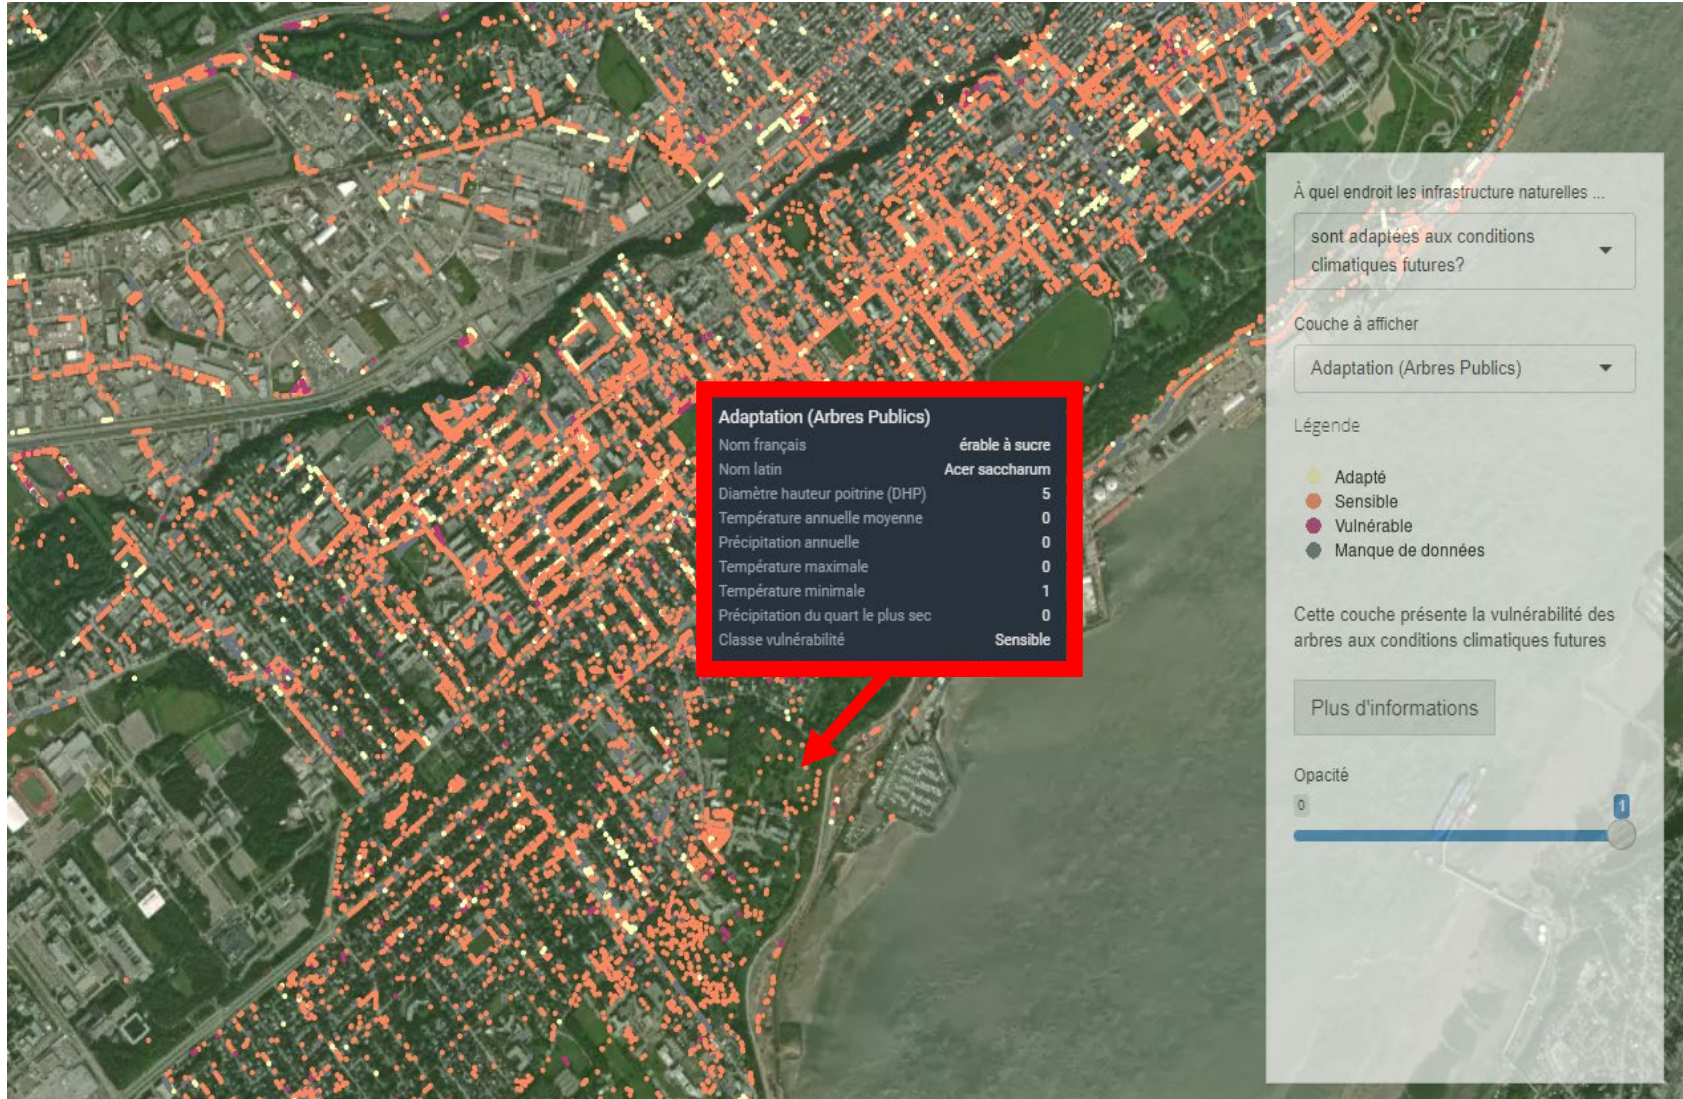 À quel endroit les infrastructure naturelles ...
sont adaptées aux conditions
climatiques futures?
Couche à afficher
Adaptation (Arbres Publics)
Légende
Adapté
Sensible
Vulnérable
Manque de données
Cette couche présente la vulnérabilité des
arbres aux conditions climatiques futures
Plus d'informations
Opacité
0 1
Adaptation (Arbres Publics)
Nom français érable à sucre
Nom latin Acer saccharum
Diamètre hauteur poitrine (DHP) 5
Température annuelle moyenne 0
Précipitation annuelle 0
Température maximale 0
Température minimale 1
Précipitation du quart le plus sec 0
Classe vulnérabilité Sensible